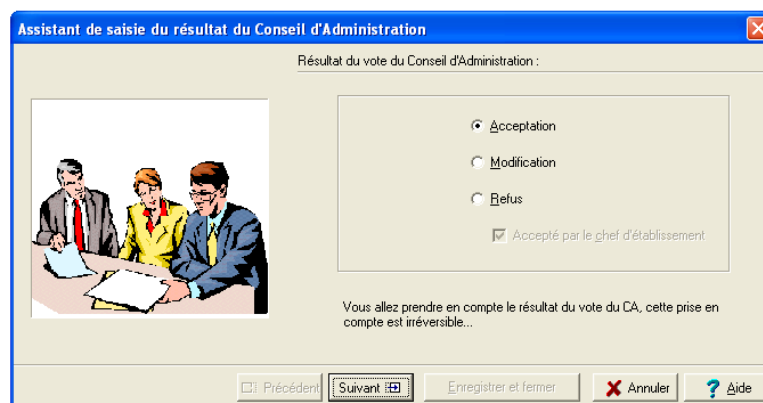 Assistant de saisie du résultat du Conseil d'Administration
Résultat du vote du Conseil d'Administration :
Acceptation
Modification
Refus
Accepté par le chef d'établissement
Vous allez prendre en compte le résultat du vote du CA, cette prise en
compte est irréversible...
Précédent Suivant Enregistrer et fermer Annuler Aide